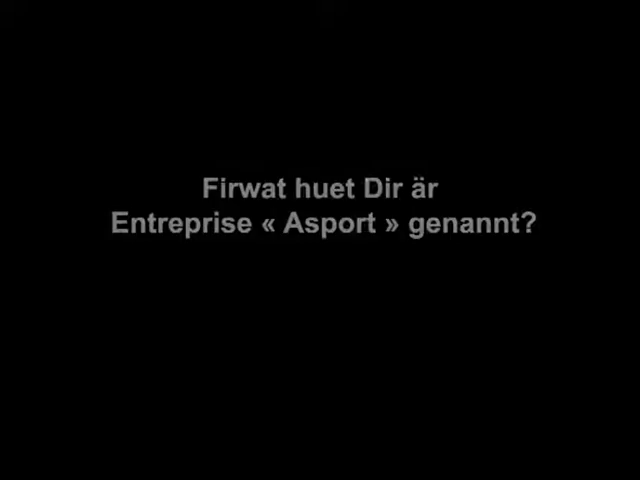 Firwat huet Dir är
Entreprise « Asport » genannt?